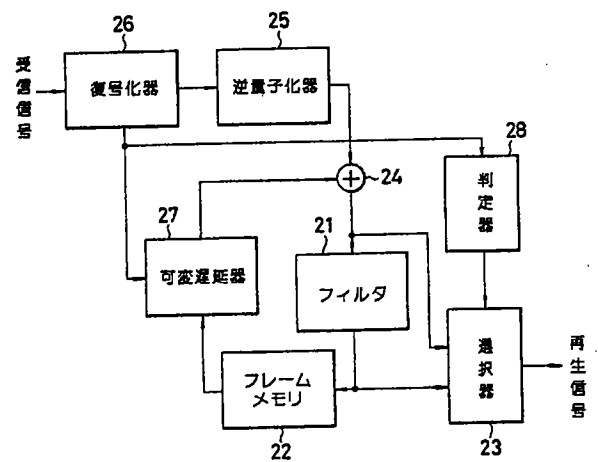 26
25
受信信号
復号化器
逆量子化器
28
24
判定器
27
21
可変遅延器
フィルタ
フレーム
メモリ
選択器
再生信号
22
23